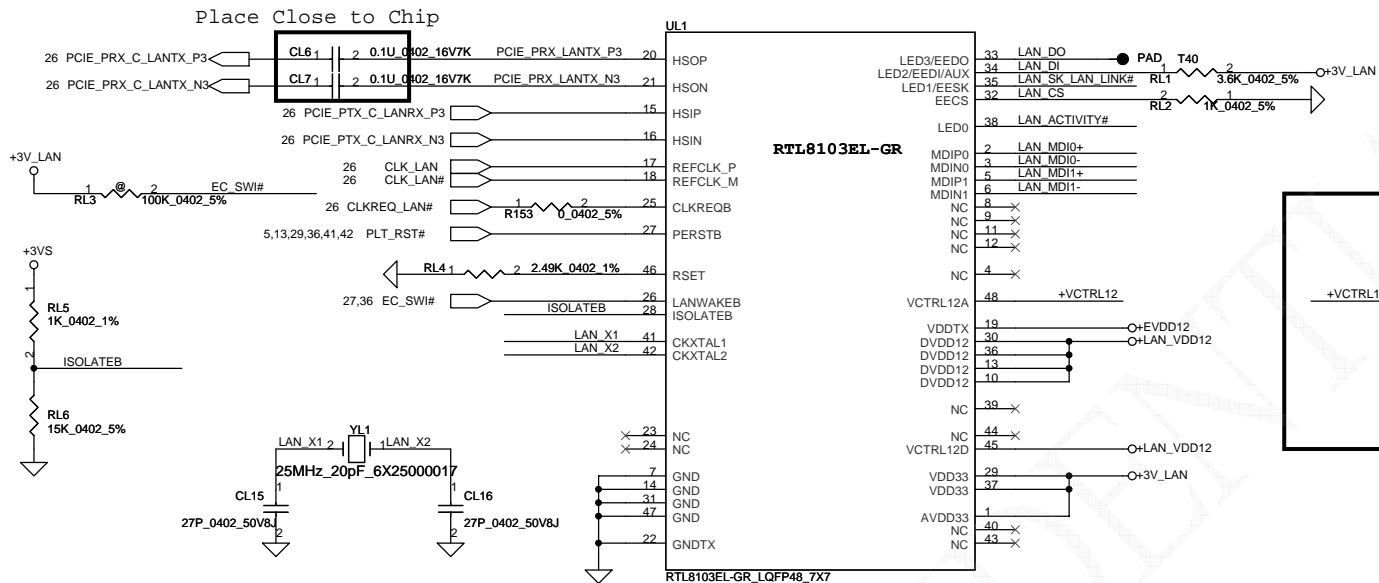 Place Close to Chip
26 PCIE_PRX_C_LANTX_P3
CL6 1 2 0.1U_0402_16V7K
PCIE_PRX_LANTX_P3
26 PCIE_PRX_C_LANTX_N3
CL7 1 2 0.1U_0402_16V7K
PCIE_PRX_LANTX_N3
26 PCIE_PTX_C_LANRX_P3
26 PCIE_PTX_C_LANRX_N3
26 CLK_LAN
26 CLK_LAN#
+3V_LAN
1 @ 2 EC_SWI#
RL3 100K_0402_5%
26 CLKREQ_LAN#
1 2
R153 0_0402_5%
5,13,29,36,41,42 PLT_RST#
+3VS
RL4 1 2 2.49K_0402_1%
27,36 EC_SWI#
ISOLATEB
1
RL5
1K_0402_1%
2
ISOLATEB
LAN_X1
LAN_X2
RL6
15K_0402_5%
LAN_X1 2 YL1 1 LAN_X2
25MHz_20pF_6X25000017
CL15 1
27P_0402_50V8J
2
1 CL16
27P_0402_50V8J
2
UL1
RTL8103EL-GR
20 HSOP
21 HSON
15 HSIP
16 HSIN
17 REFCLK_P
18 REFCLK_M
25 CLKREQB
27 PERSTB
46 RSET
26 LANWAKEB
28 ISOLATEB
41 CKXTAL1
42 CKXTAL2
23 NC
24 NC
7 GND
14 GND
31 GND
47 GND
22 GNDTX
LED3/EEDO 33 LAN_DO
PAD T40
LED2/EEDI/AUX 34 LAN_DI
RL1 1 2 3.6K_0402_5%
+3V_LAN
LED1/EESK 35 LAN_SK_LAN_LINK#
EECS 32 LAN_CS
RL2 2 1 1K_0402_5%
LED0 38 LAN_ACTIVITY#
MDIP0 2 LAN_MDI0+
MDIN0 3 LAN_MDI0-
MDIP1 5 LAN_MDI1+
MDIN1 6 LAN_MDI1-
NC 8
NC 9
NC 11
NC 12
NC 4
VCTRL12A 48 +VCTRL12
VDDTX 19 +EVDD12
DVDD12 30 +LAN_VDD12
DVDD12 36
DVDD12 13
DVDD12 10
NC 39
NC 44
VCTRL12D 45 +LAN_VDD12
VDD33 29 +3V_LAN
VDD33 37
AVDD33 1
NC 40
NC 43
RTL8103EL-GR_LQFP48_7X7
+VCTRL1